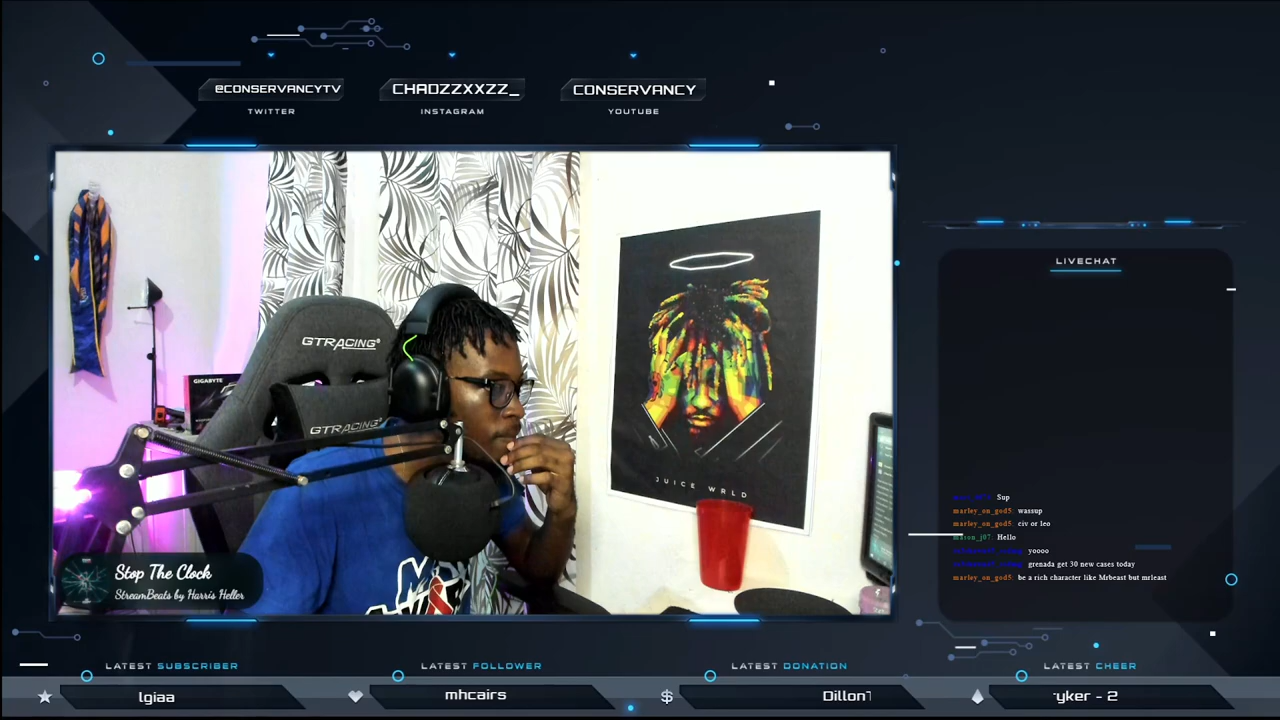 @CONSERVANCYTV
TWITTER
CHADZZXXZZ_
INSTAGRAM
CONSERVANCY
YOUTUBE
GTRACING®
GTRACING®
GIGABYTE
JUICE WRLD
Stop The Clock
StreamBeats by Harris Heller
LIVECHAT
Sup
marley_on_god5: wassup
marley_on_god5: civ or leo
mason_j07: Hello
yoooo
grenada get 30 new cases today
marley_on_god5: be a rich character like Mrbeast but mrleast
LATEST SUBSCRIBER
lgiaa
LATEST FOLLOWER
mhcairs
LATEST DONATION
Dillon
LATEST CHEER
yker - 2